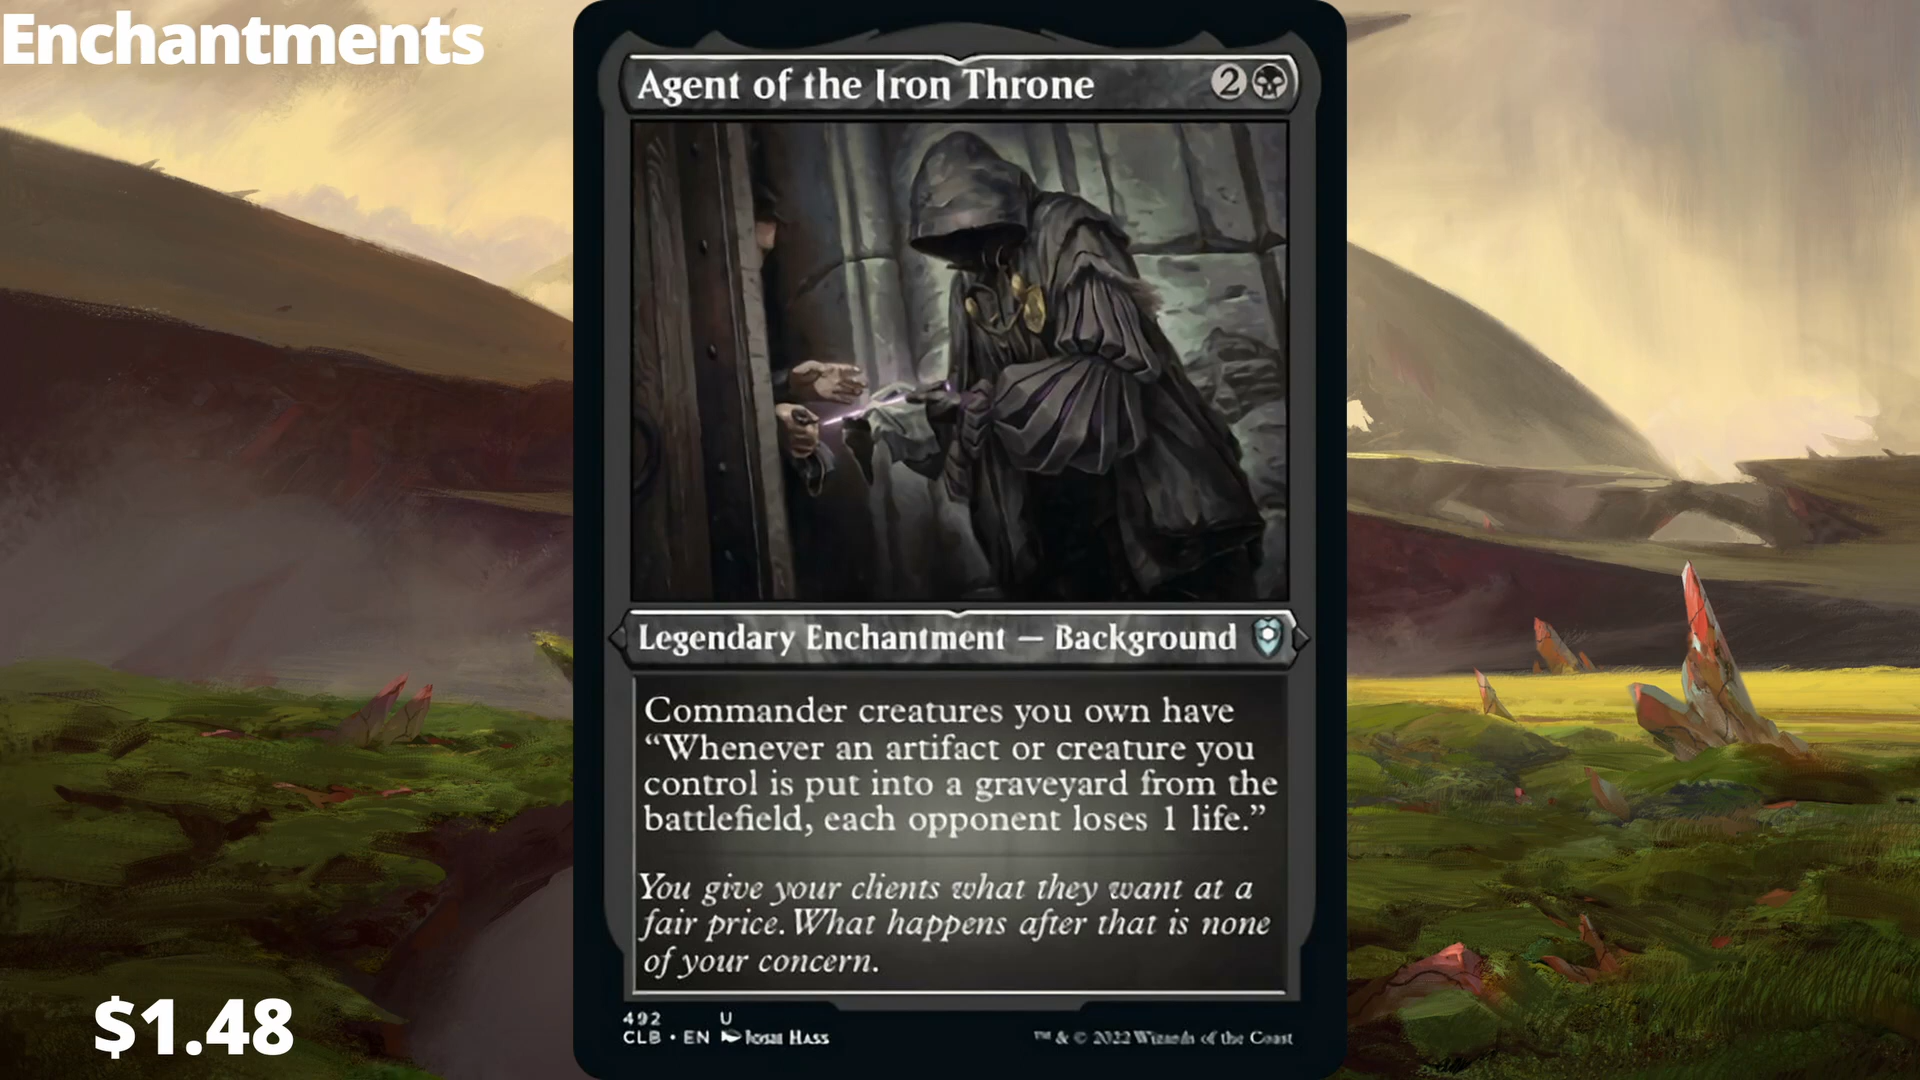 Enchantments
Agent of the Iron Throne 2
Legendary Enchantment — Background
Commander creatures you own have
“Whenever an artifact or creature you
control is put into a graveyard from the
battlefield, each opponent loses 1 life.”
You give your clients what they want at a
fair price. What happens after that is none
of your concern.
$1.48
492 U
CLB • EN Josh Hass
™ & © 2022 Wizards of the Coast